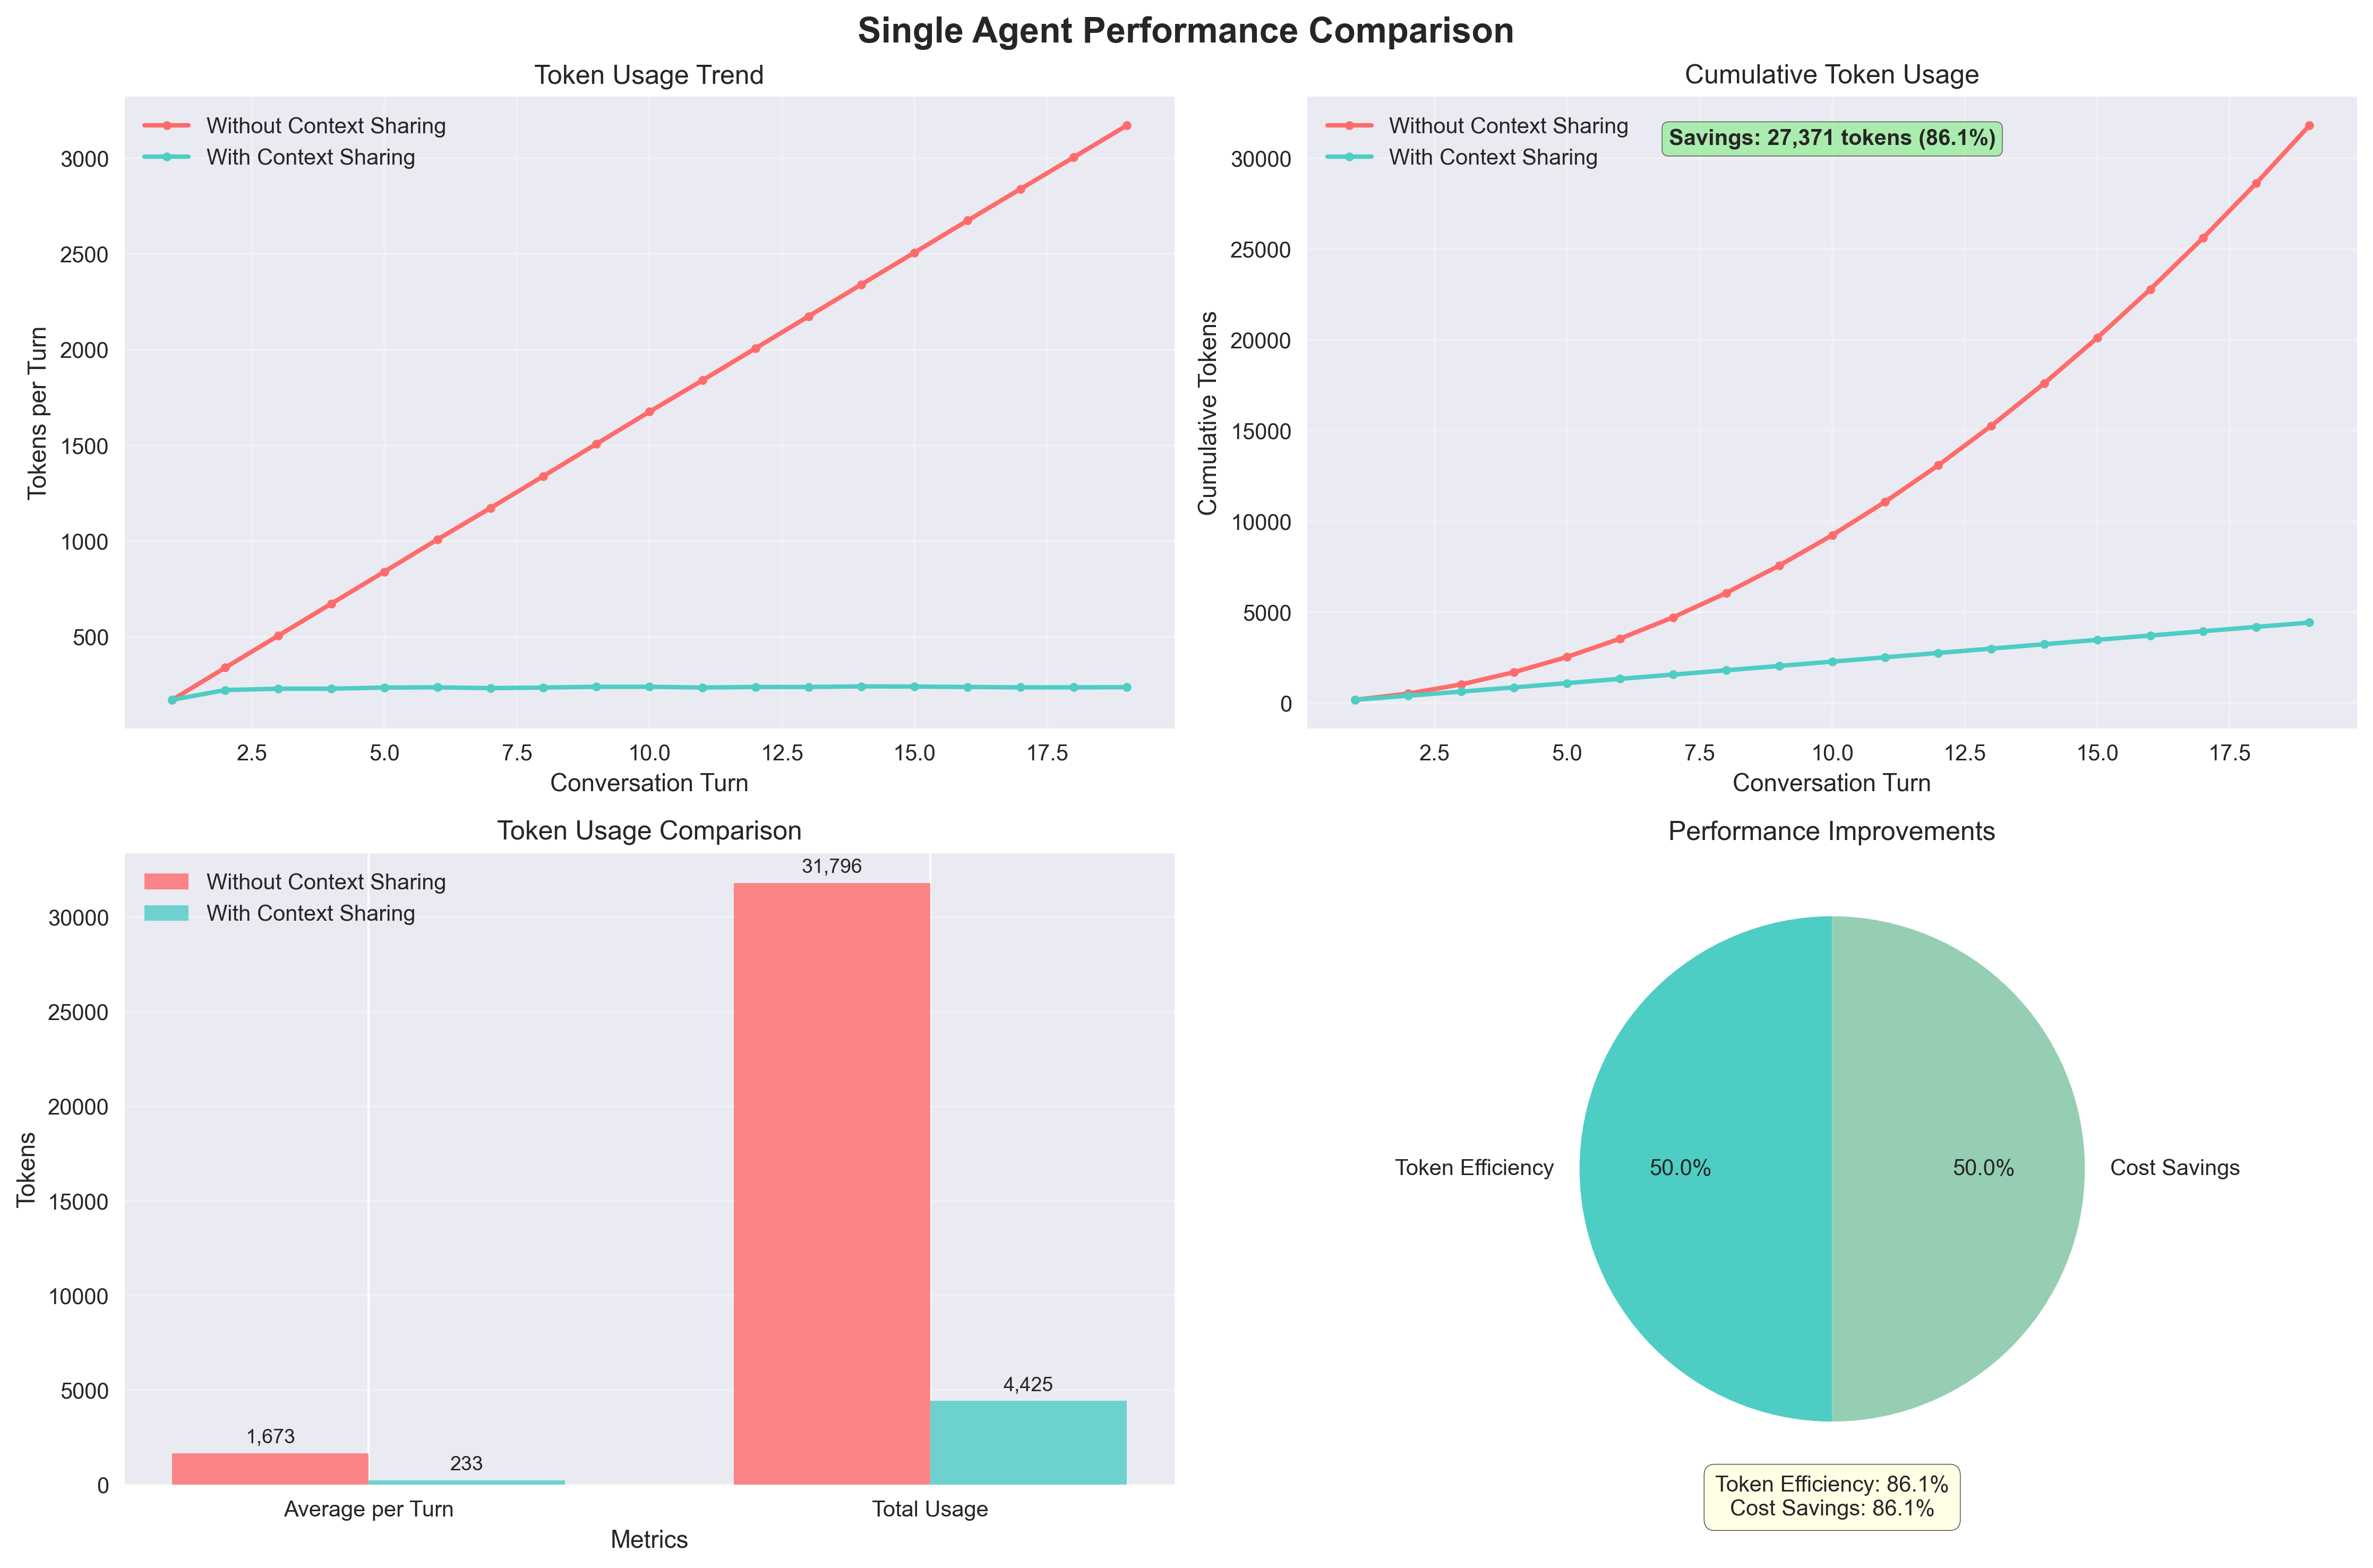 Single Agent Performance Comparison
Token Usage Trend
Without Context Sharing
With Context Sharing
3000
2500
2000
1500
1000
500
Tokens per Turn
2.5
5.0
7.5
10.0
12.5
15.0
17.5
Conversation Turn
Cumulative Token Usage
Without Context Sharing
With Context Sharing
Savings: 27,371 tokens (86.1%)
30000
25000
20000
15000
10000
5000
0
Cumulative Tokens
2.5
5.0
7.5
10.0
12.5
15.0
17.5
Conversation Turn
Token Usage Comparison
Without Context Sharing
With Context Sharing
30000
25000
20000
15000
10000
5000
0
Tokens
1,673
233
31,796
4,425
Average per Turn
Total Usage
Metrics
Performance Improvements
Token Efficiency
50.0%
50.0%
Cost Savings
Token Efficiency: 86.1%
Cost Savings: 86.1%